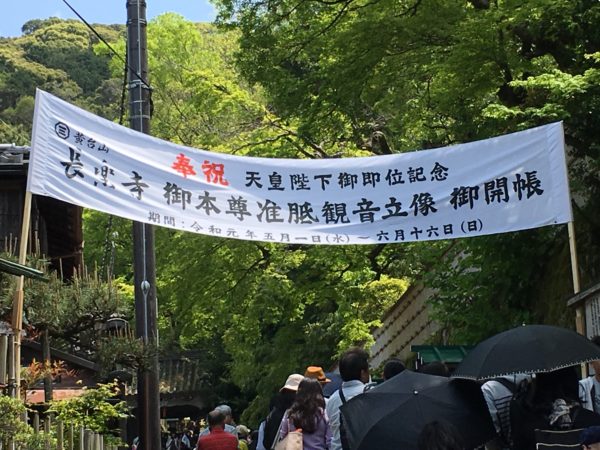 ㊂ 黄台山 奉祝 天皇陛下御即位記念
長楽寺 御本尊准胝観音立像 御開帳
期間:令和元年五月一日(水)~六月十六日(日)